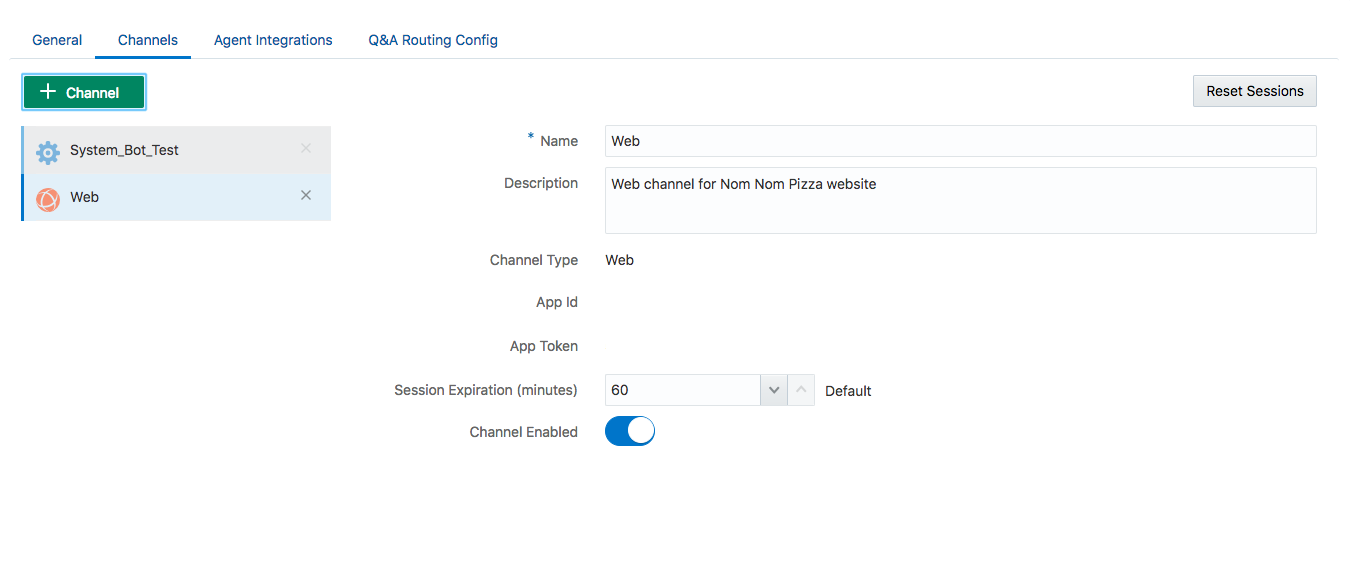 General Channels Agent Integrations Q&A Routing Config
+ Channel
Reset Sessions
System_Bot_Test
Web
* Name Web
Description Web channel for Nom Nom Pizza website
Channel Type Web
App Id
App Token
Session Expiration (minutes) 60 Default
Channel Enabled